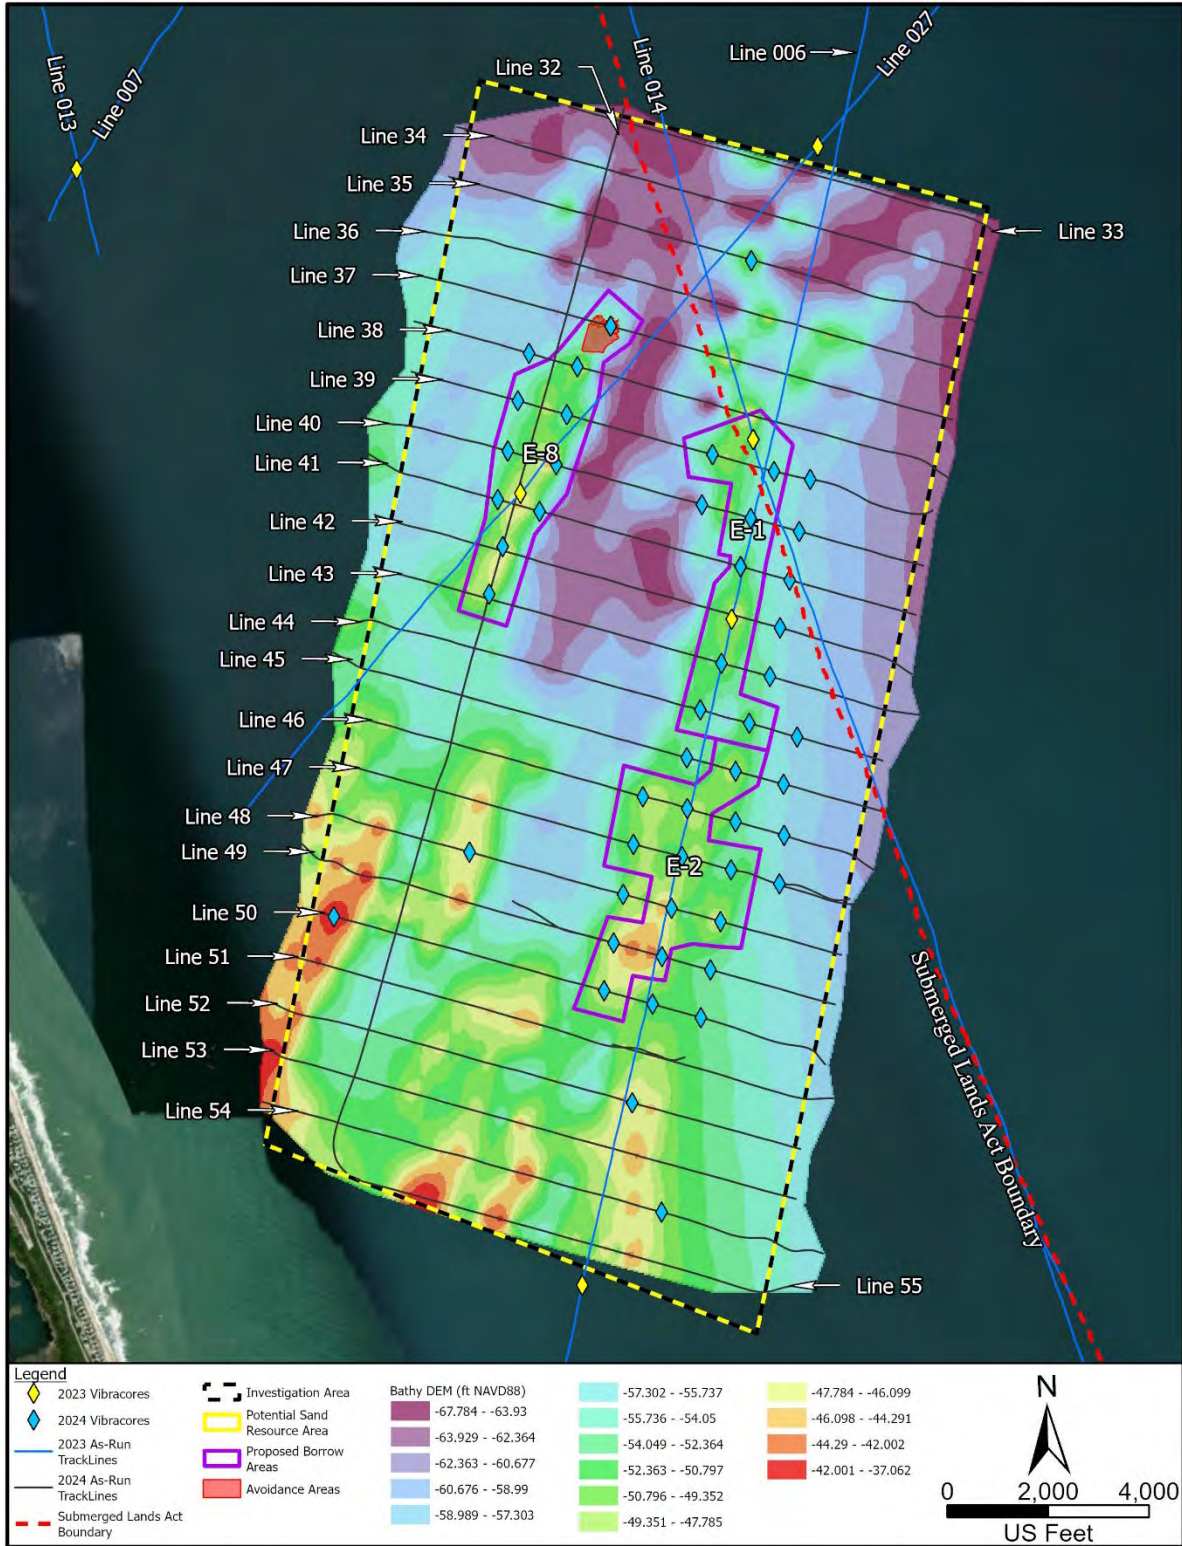 Line 013
Line 007
Line 32
Line 014
Line 006
Line 027
Line 34
Line 35
Line 36
Line 33
Line 37
Line 38
Line 39
Line 40
Line 41
E-8
Line 42
E-1
Line 43
Line 44
Line 45
Line 46
Line 47
Line 48
Line 49
E-2
Line 50
Line 51
Line 52
Line 53
Line 54
Submerged Lands Act Boundary
Line 55
Legend
2023 Vibracores
2024 Vibracores
2023 As-Run
TrackLines
2024 As-Run
TrackLines
Submerged Lands Act
Boundary
Investigation Area
Potential Sand
Resource Area
Proposed Borrow
Areas
Avoidance Areas
Bathy DEM (ft NAVD88)
-67.784 - -63.93
-63.929 - -62.364
-62.363 - -60.677
-60.676 - -58.99
-58.989 - -57.303
-57.302 - -55.737
-55.736 - -54.05
-54.049 - -52.364
-52.363 - -50.797
-50.796 - -49.352
-49.351 - -47.785
-47.784 - -46.099
-46.098 - -44.291
-44.29 - -42.002
-42.001 - -37.062
N
0 2,000 4,000
US Feet